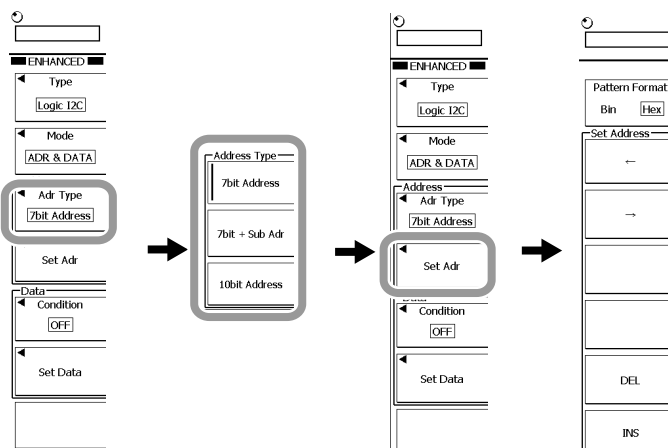 ENHANCED
Type
Logic I2C
Mode
ADR & DATA
Adr Type
7bit Address
Set Adr
Data
Condition
OFF
Set Data
Address Type
7bit Address
7bit + Sub Adr
10bit Address
ENHANCED
Type
Logic I2C
Mode
ADR & DATA
Address
Adr Type
7bit Address
Set Adr
Condition
OFF
Set Data
Pattern Format
Bin Hex
Set Address
←
→
DEL
INS